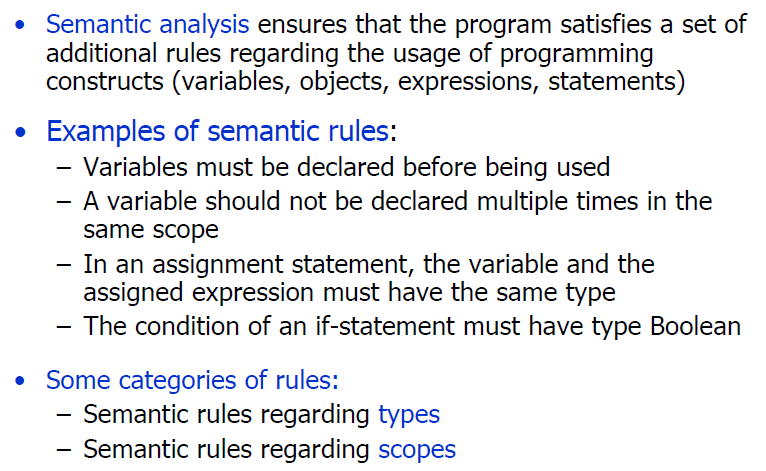 • Semantic analysis ensures that the program satisfies a set of
additional rules regarding the usage of programming
constructs (variables, objects, expressions, statements)
• Examples of semantic rules:
– Variables must be declared before being used
– A variable should not be declared multiple times in the
same scope
– In an assignment statement, the variable and the
assigned expression must have the same type
– The condition of an if-statement must have type Boolean
• Some categories of rules:
– Semantic rules regarding types
– Semantic rules regarding scopes